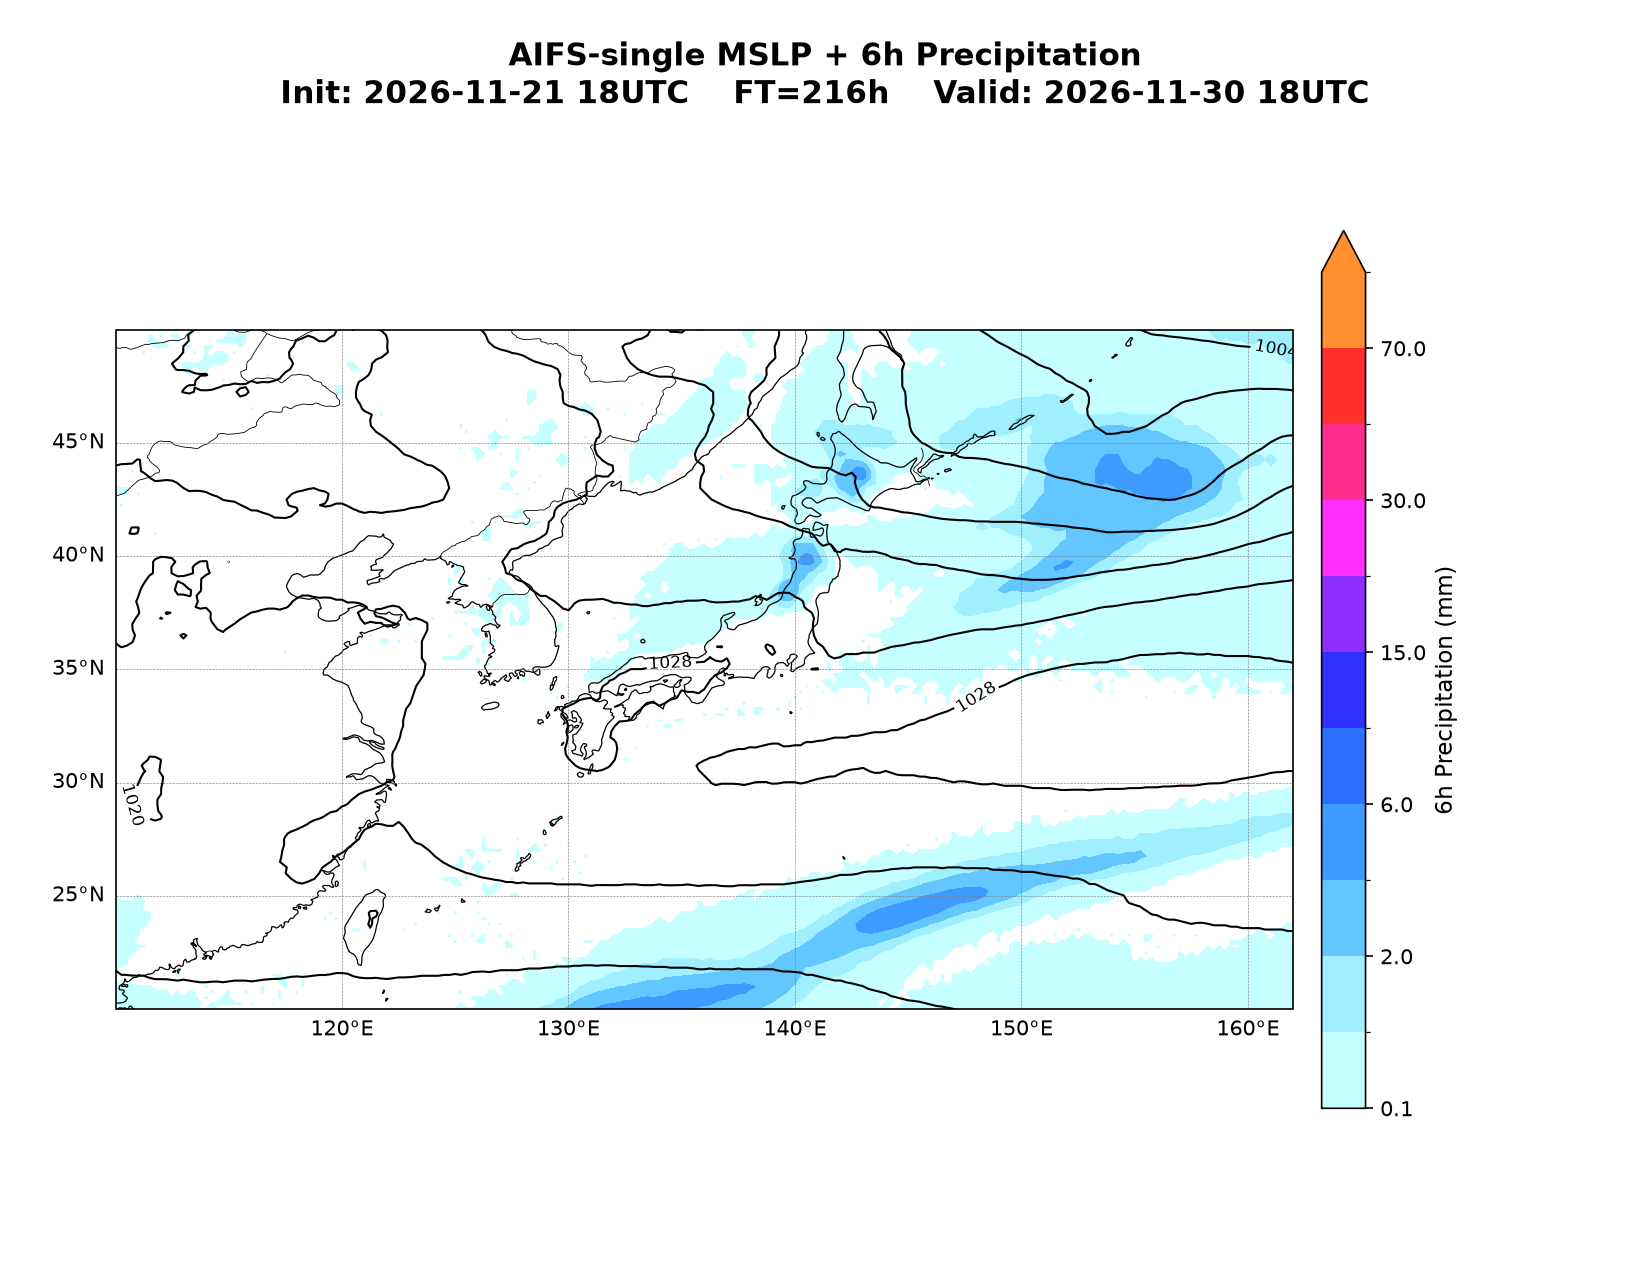 AIFS-single MSLP + 6h Precipitation
Init: 2026-11-21 18UTC    FT=216h    Valid: 2026-11-30 18UTC
1004
70.0
45°N
30.0
40°N
15.0
35°N
1028
1028
6h Precipitation (mm)
30°N
1020
6.0
25°N
2.0
120°E
130°E
140°E
150°E
160°E
0.1